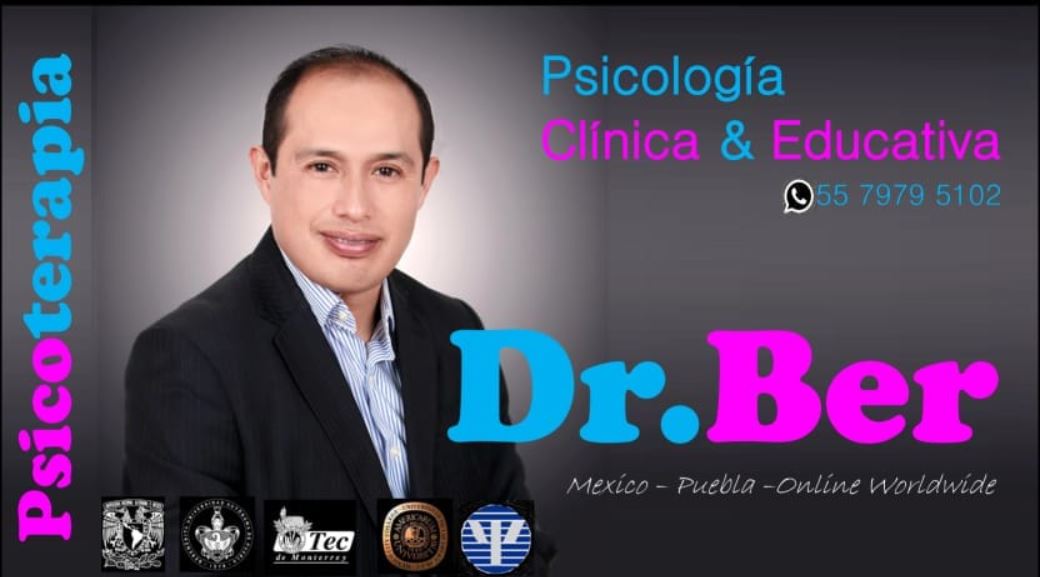 Psicoterapia
Psicología
Clínica & Educativa
55 7979 5102
Dr.Ber
Mexico - Puebla -Online Worldwide
Tec
de Monterrey